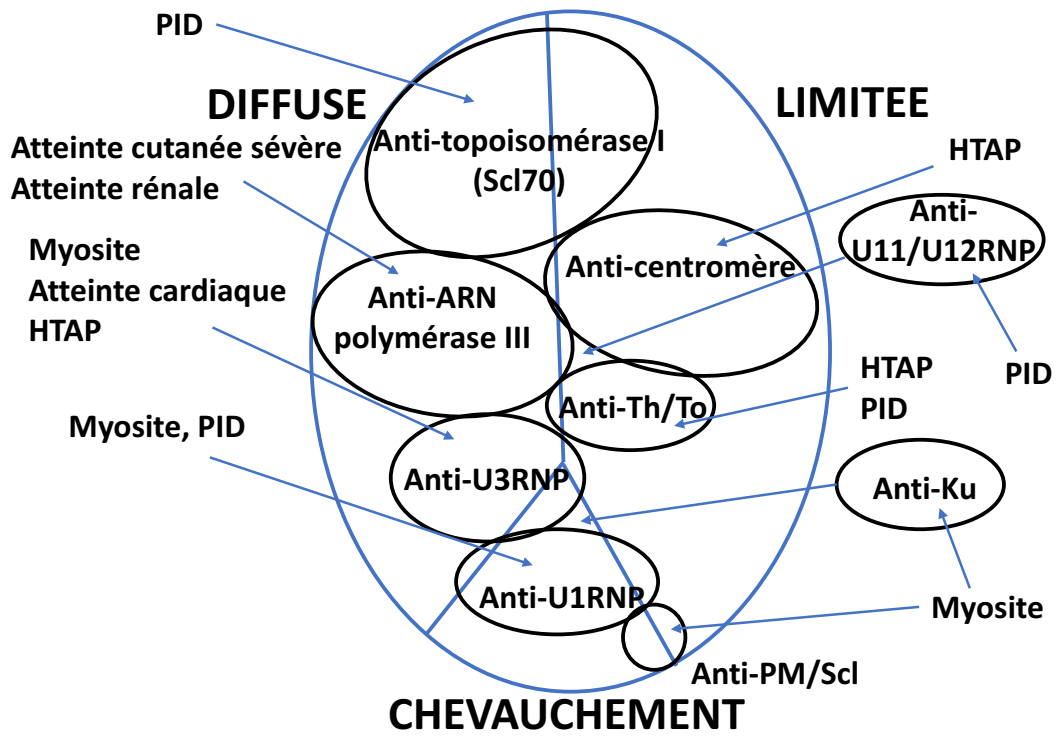 PID
DIFFUSE
LIMITEE
Anti-topoisomérase I
(Scl70)
Atteinte cutanée sévère
Atteinte rénale
HTAP
Anti-
U11/U12RNP
Myosite
Atteinte cardiaque
HTAP
Anti-centromère
Anti-ARN
polymérase III
PID
HTAP
PID
Anti-Th/To
Myosite, PID
Anti-U3RNP
Anti-Ku
Anti-U1RNP
Myosite
Anti-PM/Scl
CHEVAUCHEMENT